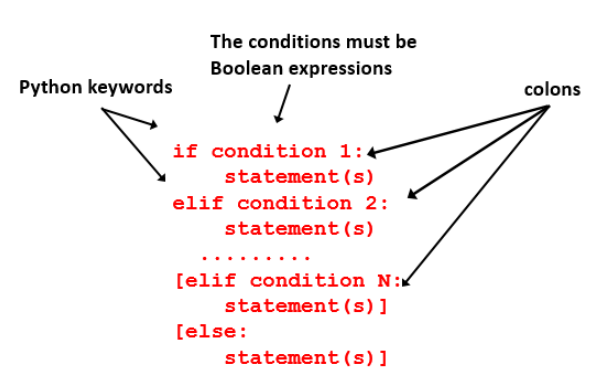 The conditions must be
Boolean expressions
Python keywords
colons
if condition 1:
    statement(s)
elif condition 2:
    statement(s)
  .........
[elif condition N:
    statement(s)]
[else:
    statement(s)]